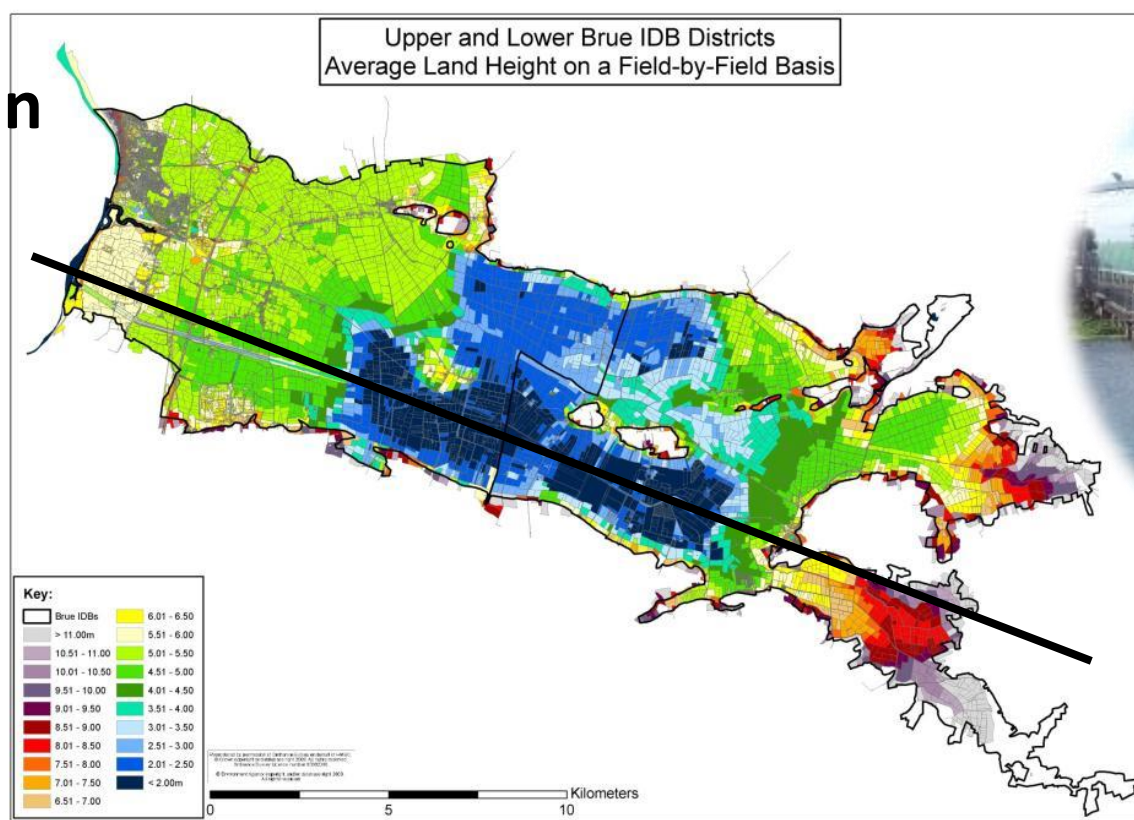 n
Upper and Lower Brue IDB Districts
Average Land Height on a Field-by-Field Basis
Key:
Brue IDBs
> 11.00m
10.51 - 11.00
10.01 - 10.50
9.51 - 10.00
9.01 - 9.50
8.51 - 9.00
8.01 - 8.50
7.51 - 8.00
7.01 - 7.50
6.51 - 7.00
6.01 - 6.50
5.51 - 6.00
5.01 - 5.50
4.51 - 5.00
4.01 - 4.50
3.51 - 4.00
3.01 - 3.50
2.51 - 3.00
2.01 - 2.50
< 2.00m
Kilometers
0 5 10